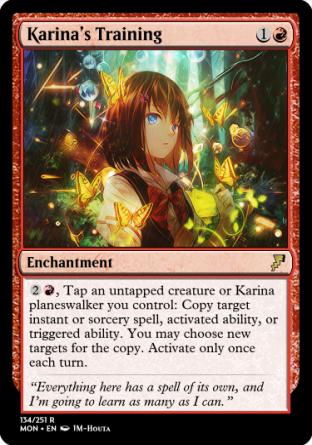 Karina's Training 1R
Enchantment
2R, Tap an untapped creature or Karina
planeswalker you control: Copy target
instant or sorcery spell, activated ability, or
triggered ability. You may choose new
targets for the copy. Activate only once
each turn.
“Everything here has a spell of its own, and
I'm going to learn as many as I can.”
134/251 R
MON • EN 1M-HOUTA